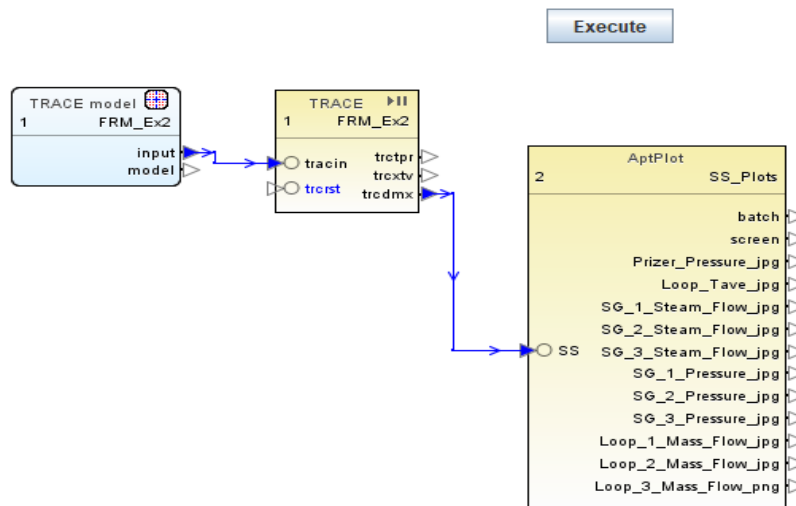 Execute
TRACE model
1 FRM_Ex2
input
model
TRACE
1 FRM_Ex2
tracin
trcrst
trctpr
trcxtv
trcdmx
AptPlot
2 SS_Plots
SS
batch
screen
Prizer_Pressure_jpg
Loop_Tave_jpg
SG_1_Steam_Flow_jpg
SG_2_Steam_Flow_jpg
SG_3_Steam_Flow_jpg
SG_1_Pressure_jpg
SG_2_Pressure_jpg
SG_3_Pressure_jpg
Loop_1_Mass_Flow_jpg
Loop_2_Mass_Flow_jpg
Loop_3_Mass_Flow_png